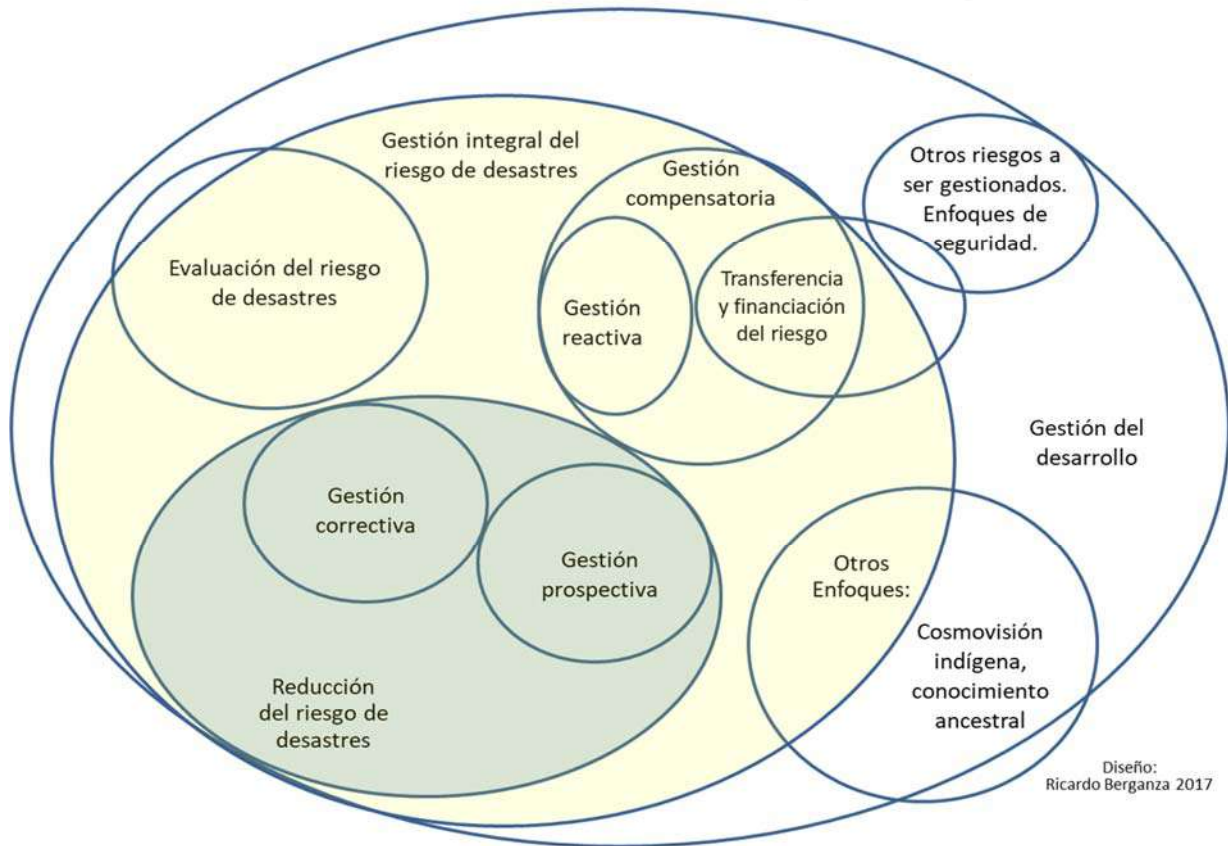 Gestión integral del
riesgo de desastres
Gestión
compensatoria
Otros riesgos a
ser gestionados.
Enfoques de
seguridad.
Evaluación del riesgo
de desastres
Gestión
reactiva
Transferencia
y financiación
del riesgo
Gestión del
desarrollo
Gestión
correctiva
Gestión
prospectiva
Otros
Enfoques:
Cosmovisión
indígena,
conocimiento
ancestral
Reducción
del riesgo de
desastres
Diseño:
Ricardo Berganza 2017